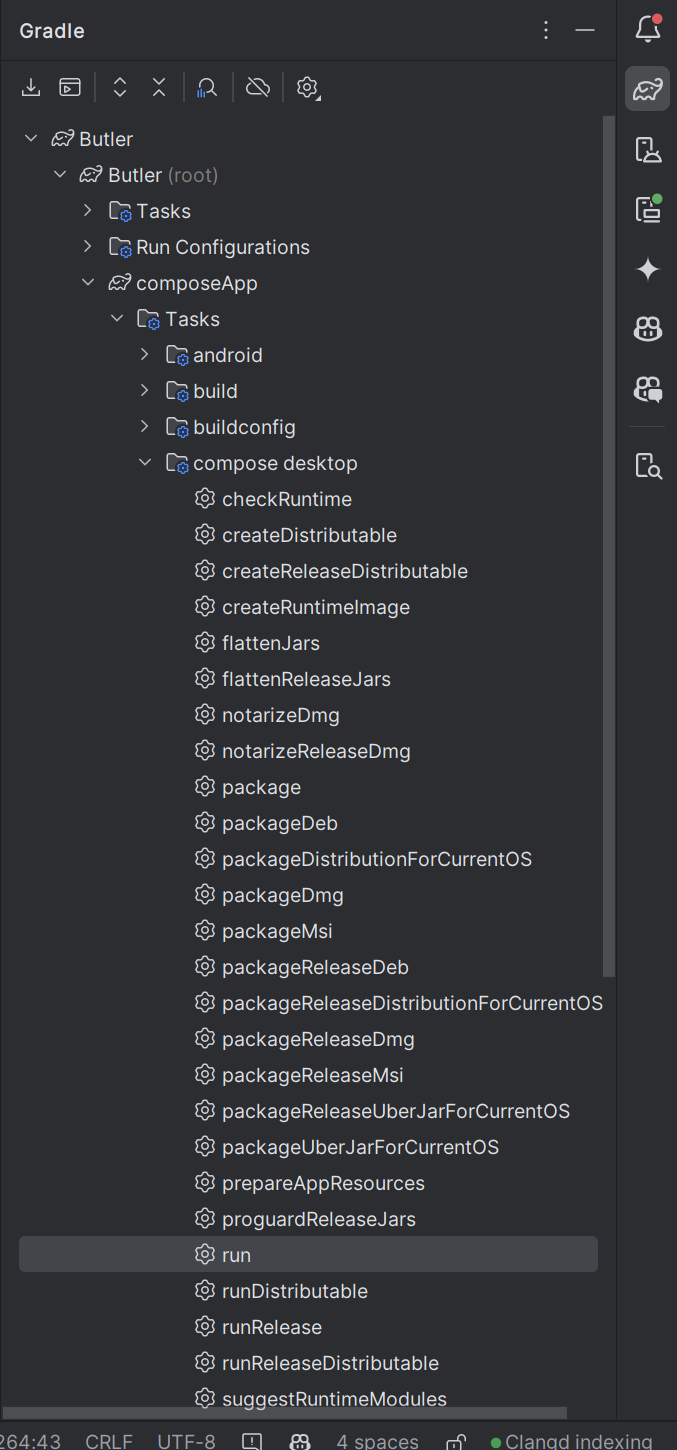 Gradle
Butler
Butler (root)
Tasks
Run Configurations
composeApp
Tasks
android
build
buildconfig
compose desktop
checkRuntime
createDistributable
createReleaseDistributable
createRuntimeImage
flattenJars
flattenReleaseJars
notarizeDmg
notarizeReleaseDmg
package
packageDeb
packageDistributionForCurrentOS
packageDmg
packageMsi
packageReleaseDeb
packageReleaseDistributionForCurrentOS
packageReleaseDmg
packageReleaseMsi
packageReleaseUberJarForCurrentOS
packageUberJarForCurrentOS
prepareAppResources
proguardReleaseJars
run
runDistributable
runRelease
runReleaseDistributable
suggestRuntimeModules
264:43 CRLF UTF-8 4 spaces Clangd indexing